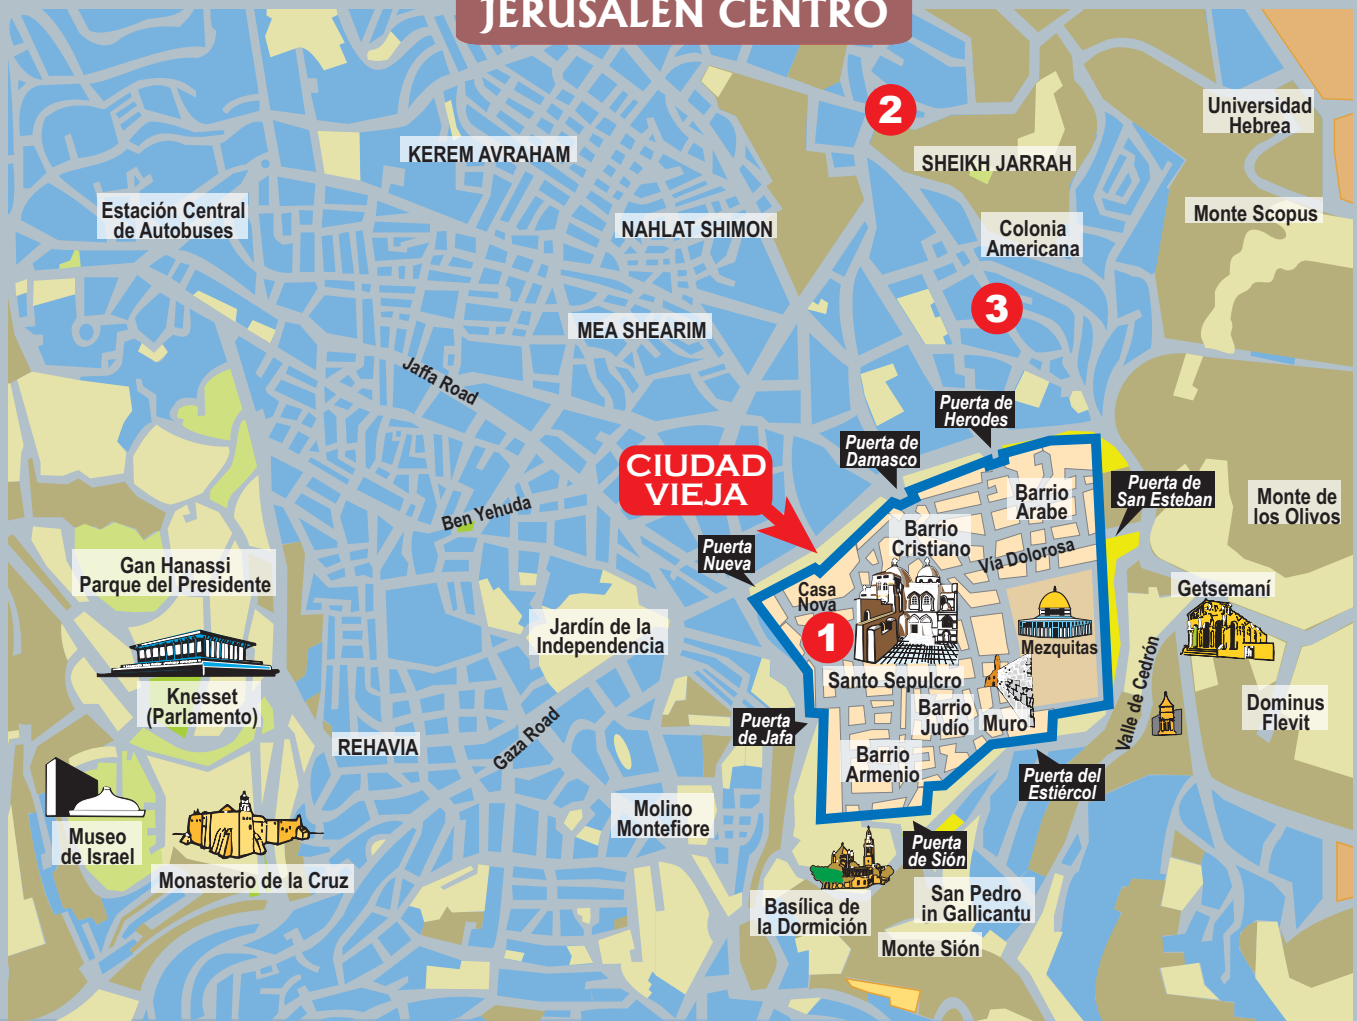 JERUSALÉN CENTRO
2
Universidad
Hebrea
KEREM AVRAHAM
SHEIKH JARRAH
Estación Central
de Autobuses
Monte Scopus
NAHLAT SHIMON
Colonia
Americana
3
MEA SHEARIM
Jaffa Road
Puerta de
Herodes
Puerta de
Damasco
CIUDAD
VIEJA
Puerta de
San Esteban
Barrio
Árabe
Monte de
los Olivos
Ben Yehuda
Barrio
Cristiano
Vía Dolorosa
Puerta
Nueva
Gan Hanassi
Parque del Presidente
Getsemaní
Casa
Nova
1
Jardín de la
Independencia
Mezquitas
Santo Sepulcro
Knesset
(Parlamento)
Valle de Cedrón
Dominus
Flevit
Barrio
Judío
Muro
Puerta
de Jafa
REHAVIA
Gaza Road
Barrio
Armenio
Puerta del
Estiércol
Molino
Montefiore
Museo
de Israel
Puerta
de Sión
Monasterio de la Cruz
San Pedro
in Gallicantu
Basílica de
la Dormición
Monte Sión